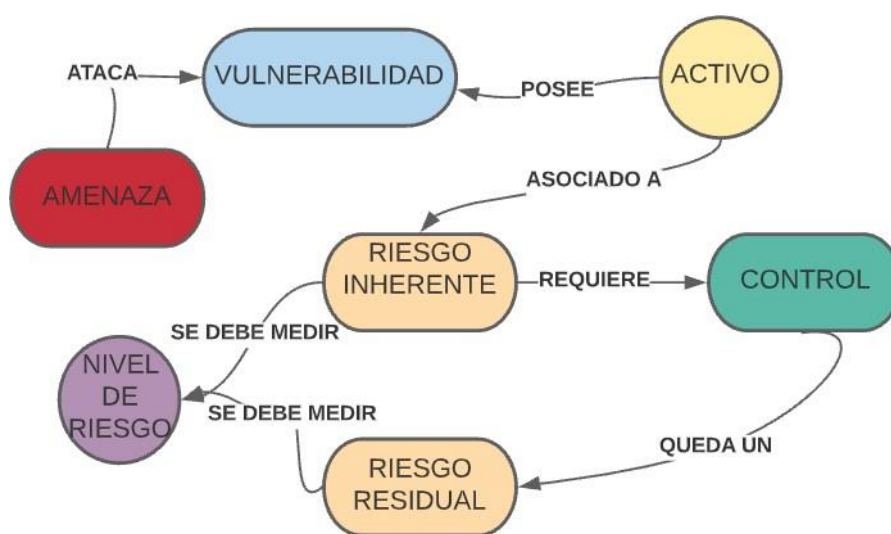 ATACA
VULNERABILIDAD
POSEE
ACTIVO
AMENAZA
ASOCIADO A
RIESGO
INHERENTE
REQUIERE
CONTROL
SE DEBE MEDIR
NIVEL
DE
RIESGO
SE DEBE MEDIR
QUEDA UN
RIESGO
RESIDUAL